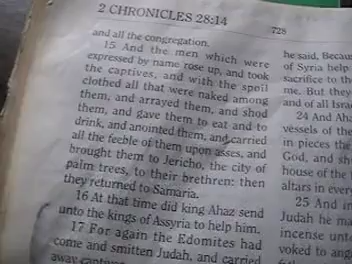 2 CHRONICLES 28:14
728
and all the congregation.
15 And the men which were
expressed by name rose up, and took
the captives, and with the spoil
clothed all that were naked among
them, and arrayed them, and shod
them, and gave them to eat and to
drink, and anointed them, and carried
all the feeble of them upon asses, and
brought them to Jericho, the city of
palm trees, to their brethren: then
they returned to Samaria.
16 At that time did king Ahaz send
unto the kings of Assyria to help him.
17 For again the Edomites had
come and smitten Judah, and carried
away captives
he said, Becau
of Syria help
sacrifice to th
me. But they
and of all Israe
24 And Aha
vessels of the
in pieces the
God, and sh
house of the
altars in every
25 And in
Judah he ma
incense unto
voked to ang